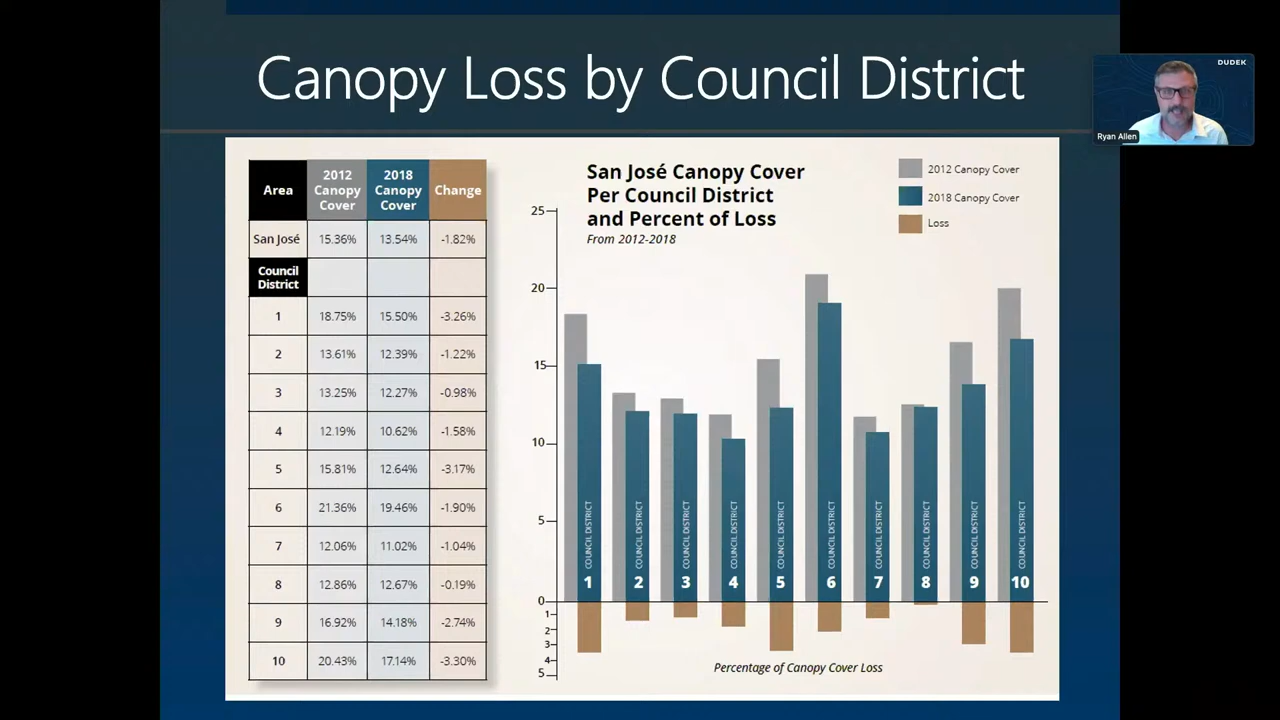 Canopy Loss by Council District
DUDEK
Ryan Allen
Area 2012 Canopy Cover 2018 Canopy Cover Change
San José 15.36% 13.54% -1.82%
Council District
1 18.75% 15.50% -3.26%
2 13.61% 12.39% -1.22%
3 13.25% 12.27% -0.98%
4 12.19% 10.62% -1.58%
5 15.81% 12.64% -3.17%
6 21.36% 19.46% -1.90%
7 12.06% 11.02% -1.04%
8 12.86% 12.67% -0.19%
9 16.92% 14.18% -2.74%
10 20.43% 17.14% -3.30%
San José Canopy Cover
Per Council District
and Percent of Loss
From 2012-2018
2012 Canopy Cover
2018 Canopy Cover
Loss
25
20
15
10
5
0
1
2
3
4
5
COUNCIL DISTRICT 1
COUNCIL DISTRICT 2
COUNCIL DISTRICT 3
COUNCIL DISTRICT 4
COUNCIL DISTRICT 5
COUNCIL DISTRICT 6
COUNCIL DISTRICT 7
COUNCIL DISTRICT 8
COUNCIL DISTRICT 9
COUNCIL DISTRICT 10
Percentage of Canopy Cover Loss